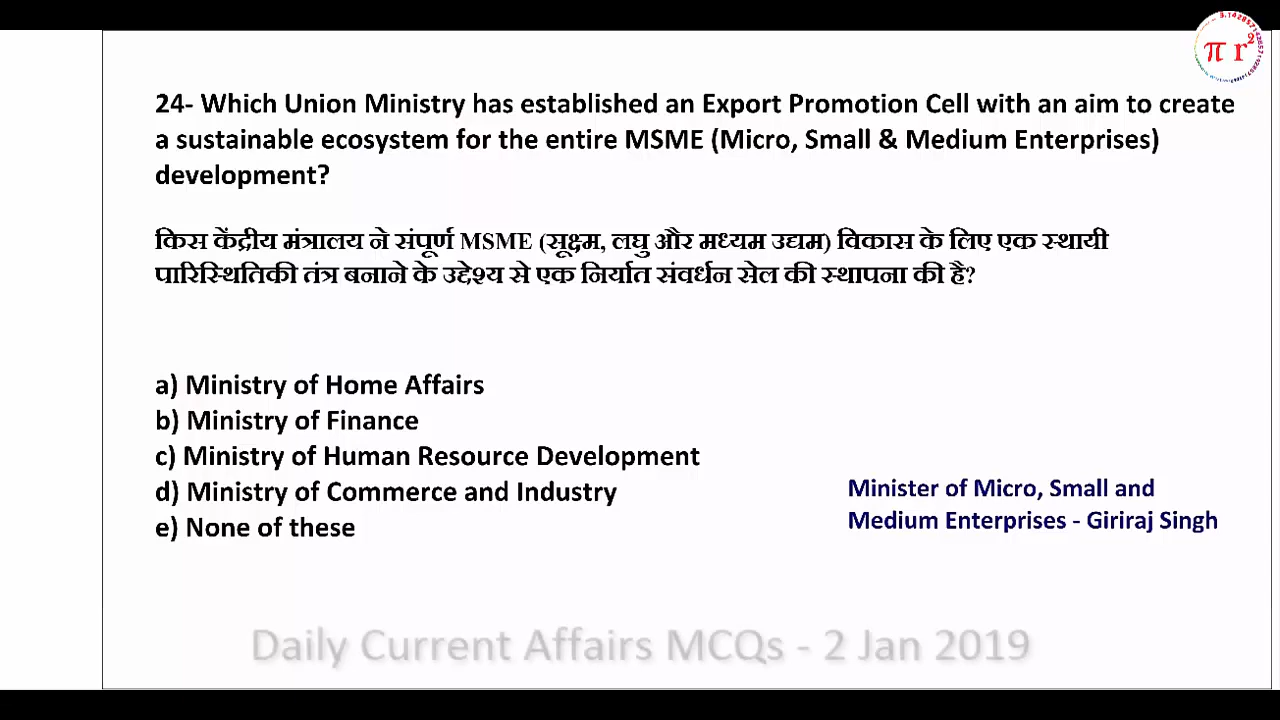 π r²
24- Which Union Ministry has established an Export Promotion Cell with an aim to create
a sustainable ecosystem for the entire MSME (Micro, Small & Medium Enterprises)
development?
किस केंद्रीय मंत्रालय ने संपूर्ण MSME (सूक्ष्म, लघु और मध्यम उद्यम) विकास के लिए एक स्थायी
पारिस्थितिकी तंत्र बनाने के उद्देश्य से एक निर्यात संवर्धन सेल की स्थापना की है?
a) Ministry of Home Affairs
b) Ministry of Finance
c) Ministry of Human Resource Development
d) Ministry of Commerce and Industry
e) None of these
Minister of Micro, Small and
Medium Enterprises - Giriraj Singh
Daily Current Affairs MCQs - 2 Jan 2019